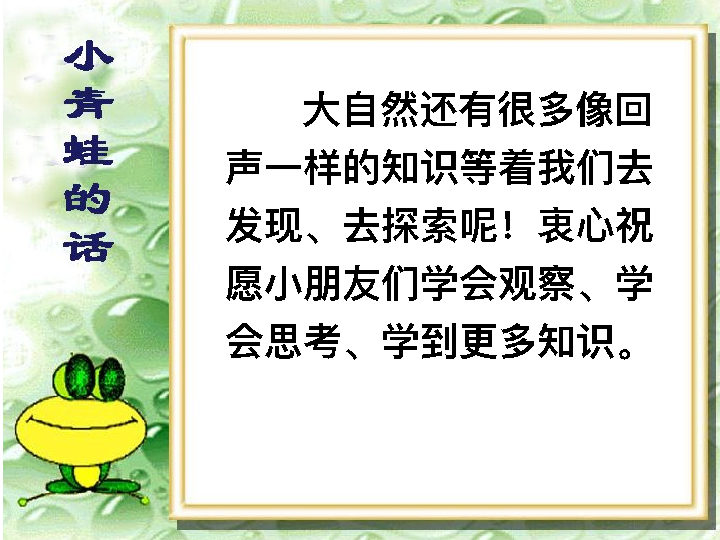 小青蛙的话
大自然还有很多像回
声一样的知识等着我们去
发现、去探索呢！衷心祝
愿小朋友们学会观察、学
会思考、学到更多知识。